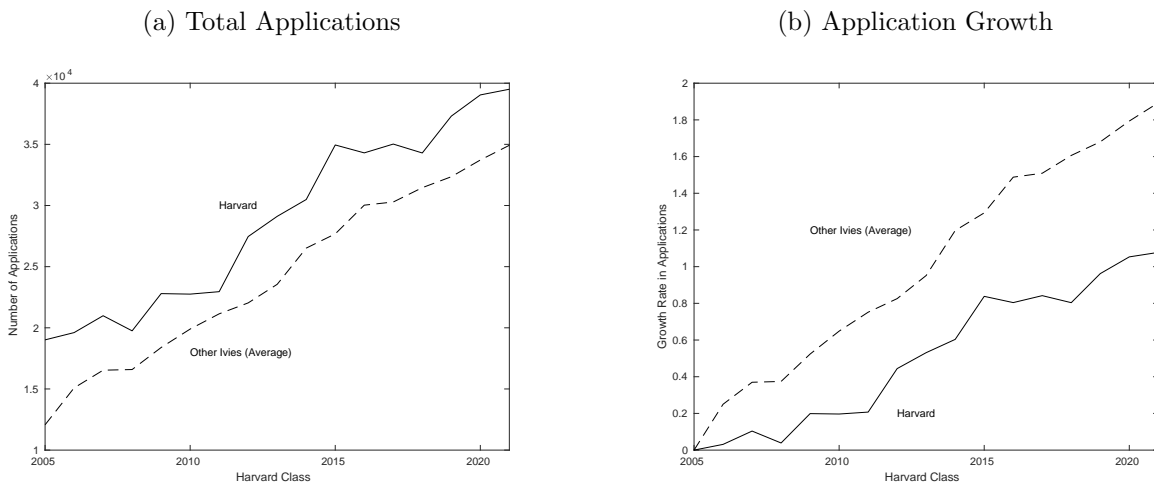 (a) Total Applications
×10⁴
4
3.5
3
2.5
2
1.5
1
Number of Applications
Harvard
Other Ivies (Average)
2005
2010
2015
2020
Harvard Class
(b) Application Growth
2
1.8
1.6
1.4
1.2
1
0.8
0.6
0.4
0.2
0
Growth Rate in Applications
Other Ivies (Average)
Harvard
2005
2010
2015
2020
Harvard Class